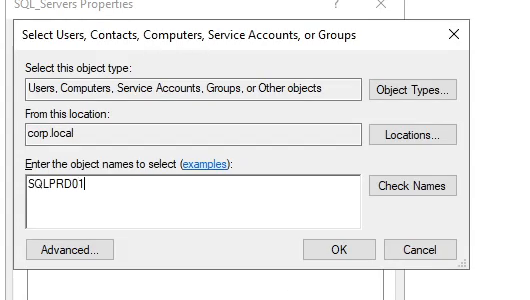 SQL_Servers Properties
?
Select Users, Contacts, Computers, Service Accounts, or Groups
Select this object type:
Users, Computers, Service Accounts, Groups, or Other objects
Object Types...
From this location:
corp.local
Locations...
Enter the object names to select (examples):
SQLPRD01
Check Names
Advanced...
OK
Cancel